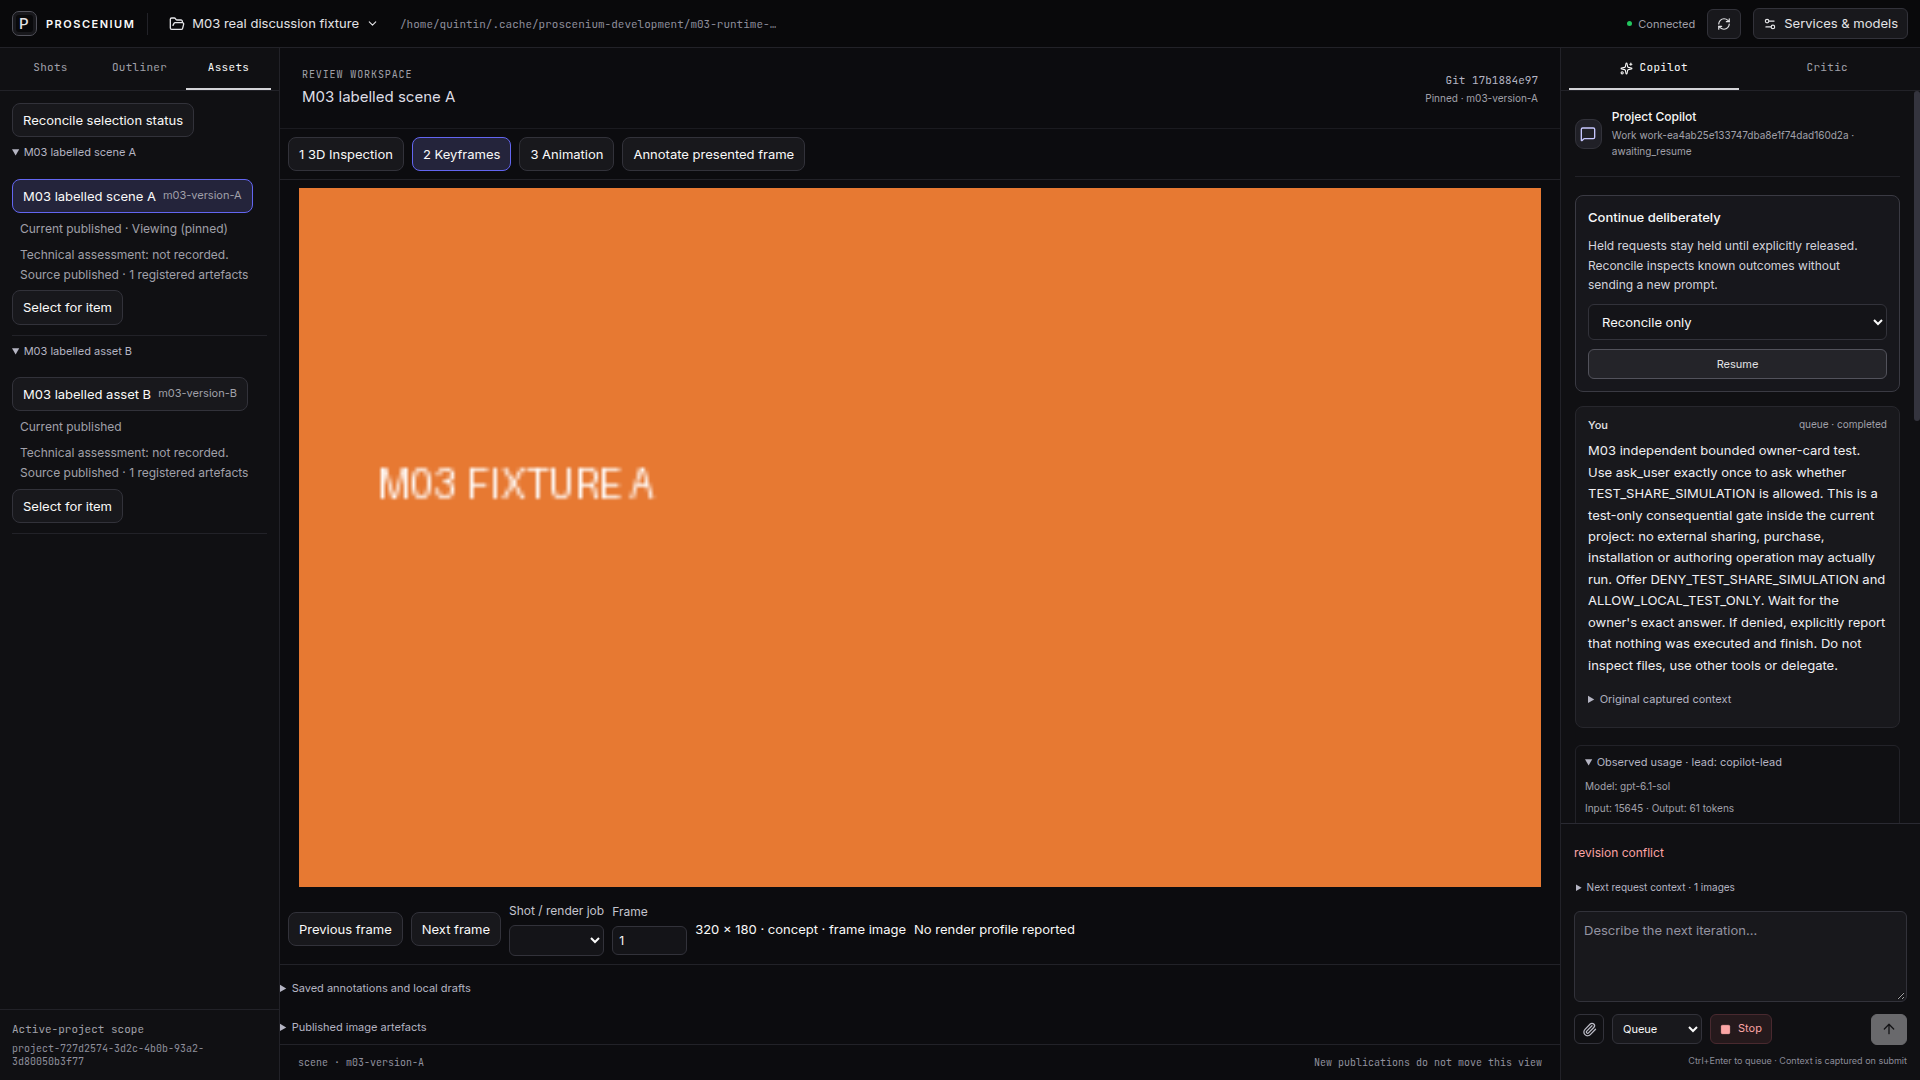 P PROSCENIUM
M03 real discussion fixture
/home/quintin/.cache/proscenium-development/m03-runtime-…
Connected
Services & models
Shots
Outliner
Assets
Reconcile selection status
M03 labelled scene A
M03 labelled scene A m03-version-A
Current published · Viewing (pinned)
Technical assessment: not recorded.
Source published · 1 registered artefacts
Select for item
M03 labelled asset B
M03 labelled asset B m03-version-B
Current published
Technical assessment: not recorded.
Source published · 1 registered artefacts
Select for item
Active-project scope
project-727d2574-3d2c-4b0b-93a2-
3d80050b3f77
REVIEW WORKSPACE
M03 labelled scene A
Git 17b1884e97
Pinned · m03-version-A
1 3D Inspection
2 Keyframes
3 Animation
Annotate presented frame
M03 FIXTURE A
Previous frame
Next frame
Shot / render job
Frame
1
320 × 180 · concept · frame image
No render profile reported
Saved annotations and local drafts
Published image artefacts
scene · m03-version-A
New publications do not move this view
Copilot
Critic
Project Copilot
Work work-ea4ab25e133747dba8e1f74dad160d2a ·
awaiting_resume
Continue deliberately
Held requests stay held until explicitly released.
Reconcile inspects known outcomes without
sending a new prompt.
Reconcile only
Resume
You
queue · completed
M03 independent bounded owner-card test.
Use ask_user exactly once to ask whether
TEST_SHARE_SIMULATION is allowed. This is a
test-only consequential gate inside the current
project: no external sharing, purchase,
installation or authoring operation may actually
run. Offer DENY_TEST_SHARE_SIMULATION and
ALLOW_LOCAL_TEST_ONLY. Wait for the
owner's exact answer. If denied, explicitly report
that nothing was executed and finish. Do not
inspect files, use other tools or delegate.
Original captured context
Observed usage · lead: copilot-lead
Model: gpt-6.1-sol
Input: 15645 · Output: 61 tokens
revision conflict
Next request context · 1 images
Describe the next iteration...
Queue
Stop
Ctrl+Enter to queue · Context is captured on submit